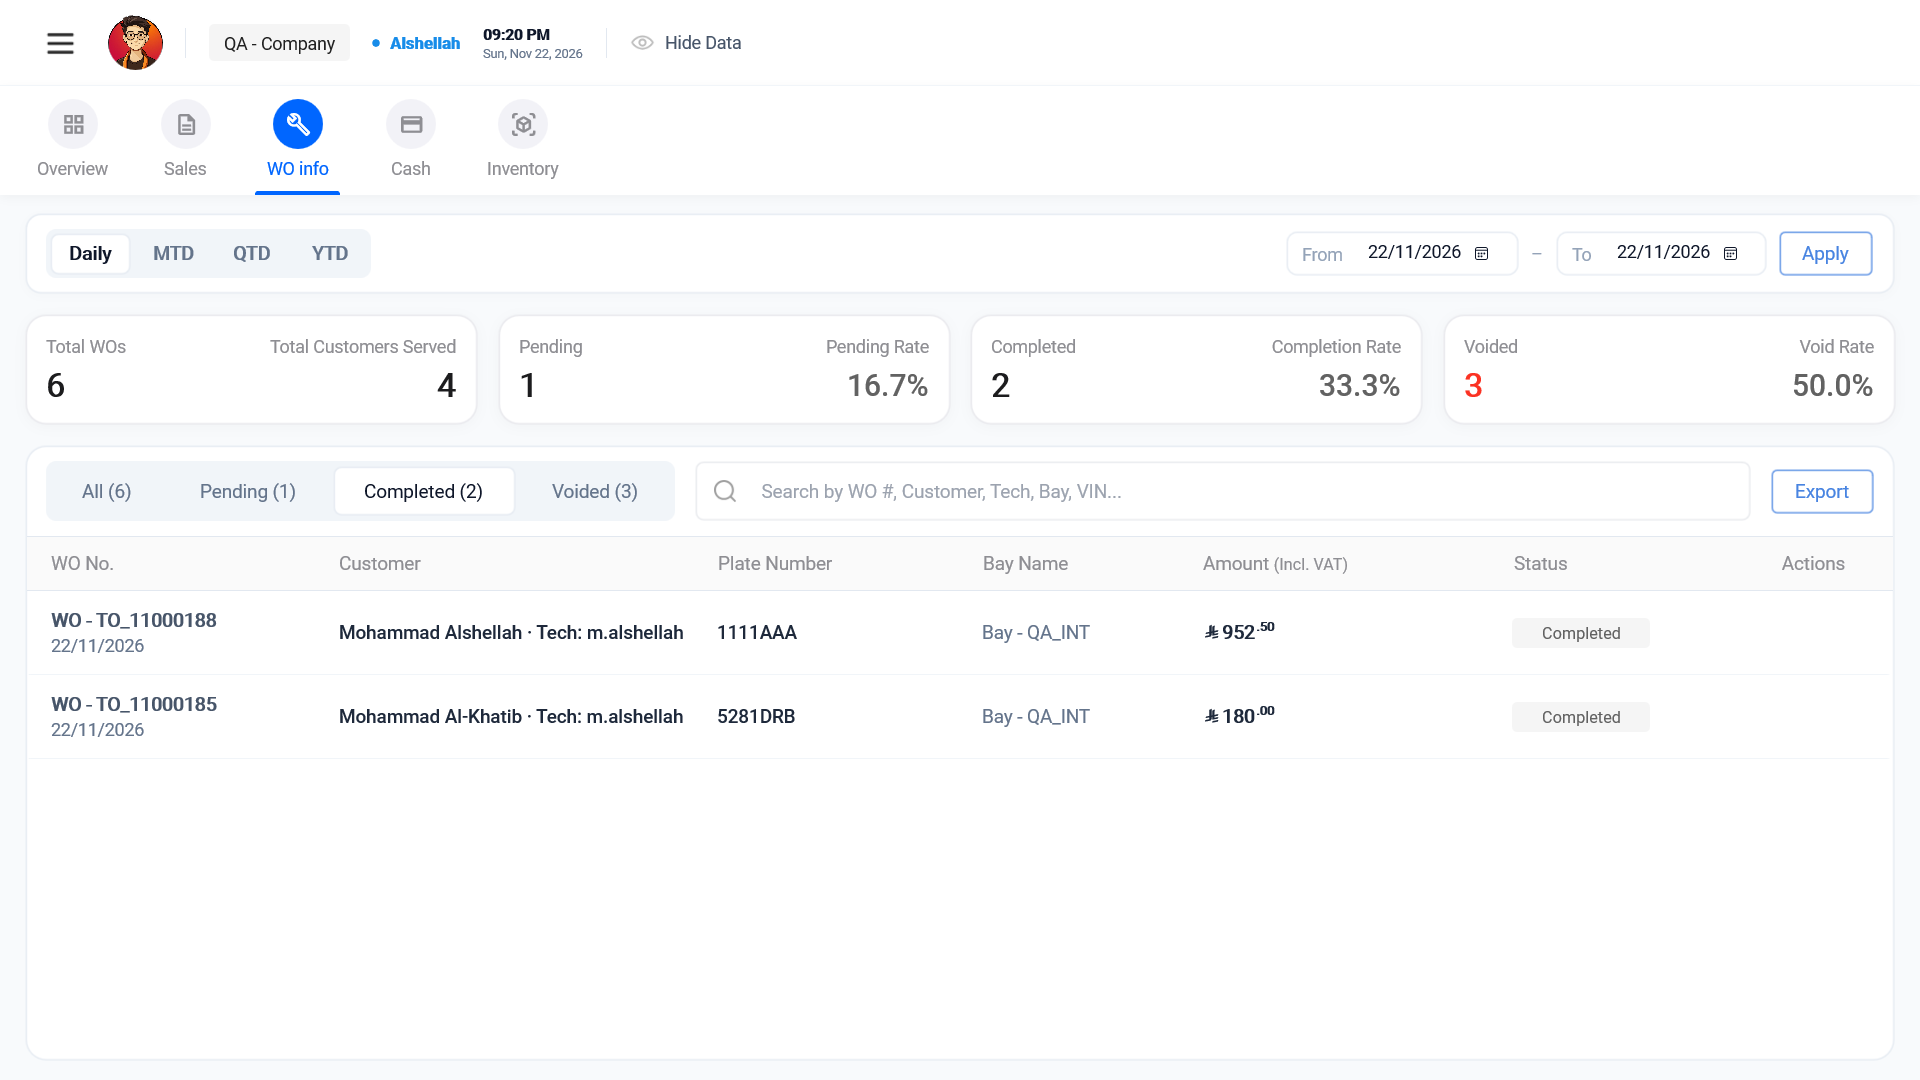 QA - Company
Alshellah
09:20 PM
Sun, Nov 22, 2026
Hide Data
Overview
Sales
WO info
Cash
Inventory
Daily
MTD
QTD
YTD
From 22/11/2026
–
To 22/11/2026
Apply
Total WOs
6
Total Customers Served
4
Pending
1
Pending Rate
16.7%
Completed
2
Completion Rate
33.3%
Voided
3
Void Rate
50.0%
All (6)
Pending (1)
Completed (2)
Voided (3)
Search by WO #, Customer, Tech, Bay, VIN...
Export
WO No. Customer Plate Number Bay Name Amount (Incl. VAT) Status Actions
WO - TO_11000188
22/11/2026
Mohammad Alshellah · Tech: m.alshellah 1111AAA Bay - QA_INT 952.50 Completed
WO - TO_11000185
22/11/2026
Mohammad Al-Khatib · Tech: m.alshellah 5281DRB Bay - QA_INT 180.00 Completed